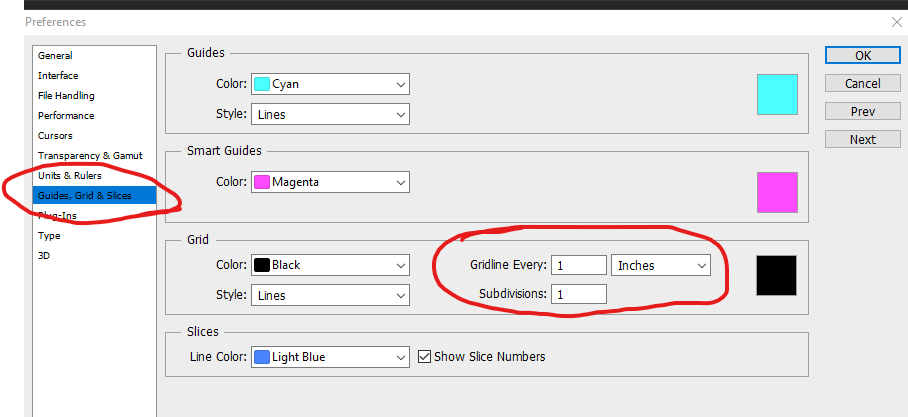 Preferences
General
Interface
File Handling
Performance
Cursors
Transparency & Gamut
Units & Rulers
Guides, Grid & Slices
Plug-Ins
Type
3D
Guides
Color: Cyan
Style: Lines
Smart Guides
Color: Magenta
Grid
Color: Black
Gridline Every: 1 Inches
Style: Lines
Subdivisions: 1
Slices
Line Color: Light Blue
Show Slice Numbers
OK
Cancel
Prev
Next